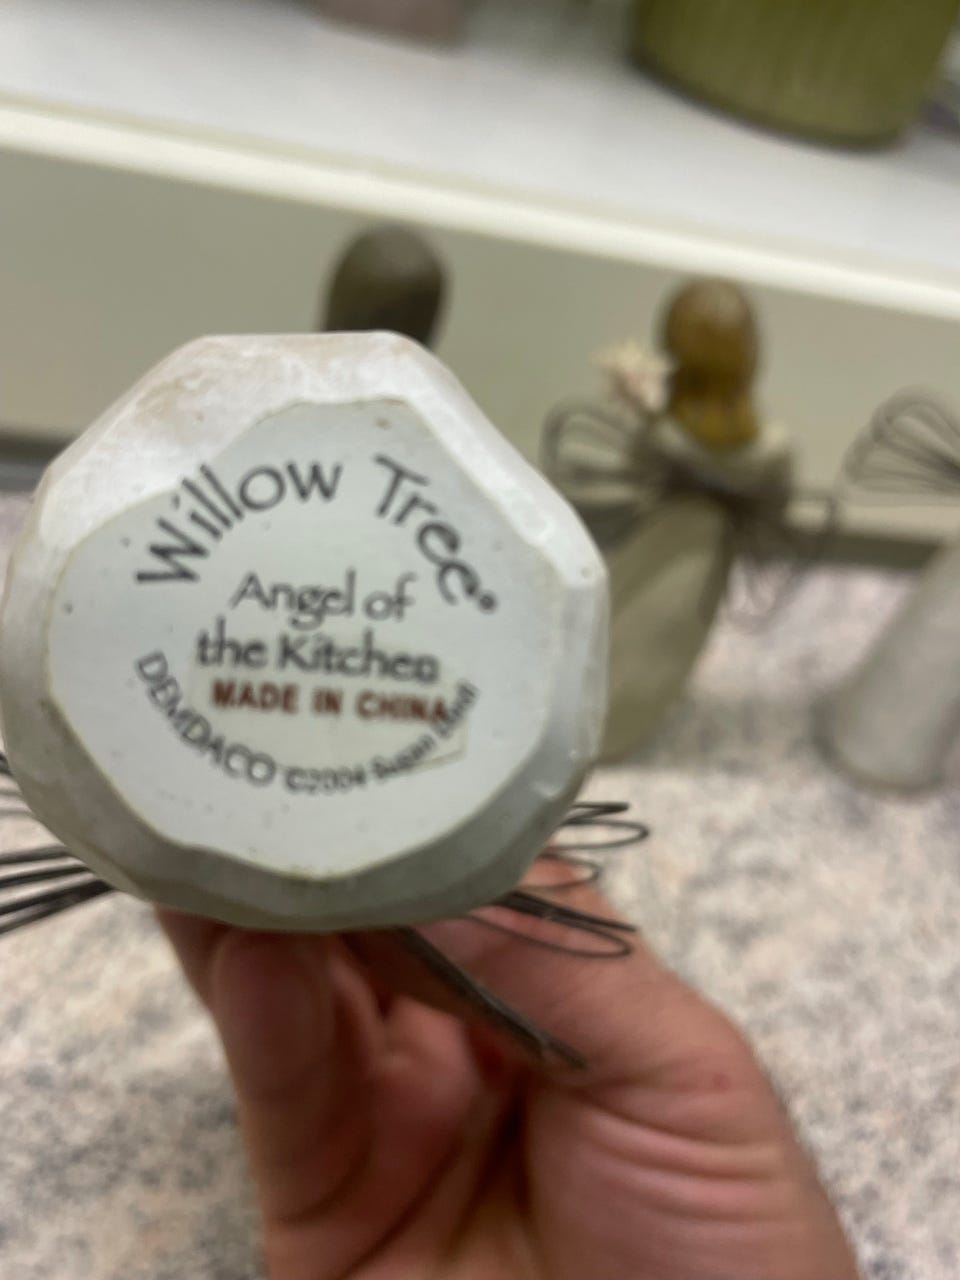 Willow Tree®
Angel of
the Kitchen
MADE IN CHINA
DEMDACO ©2004 Susan Lordi